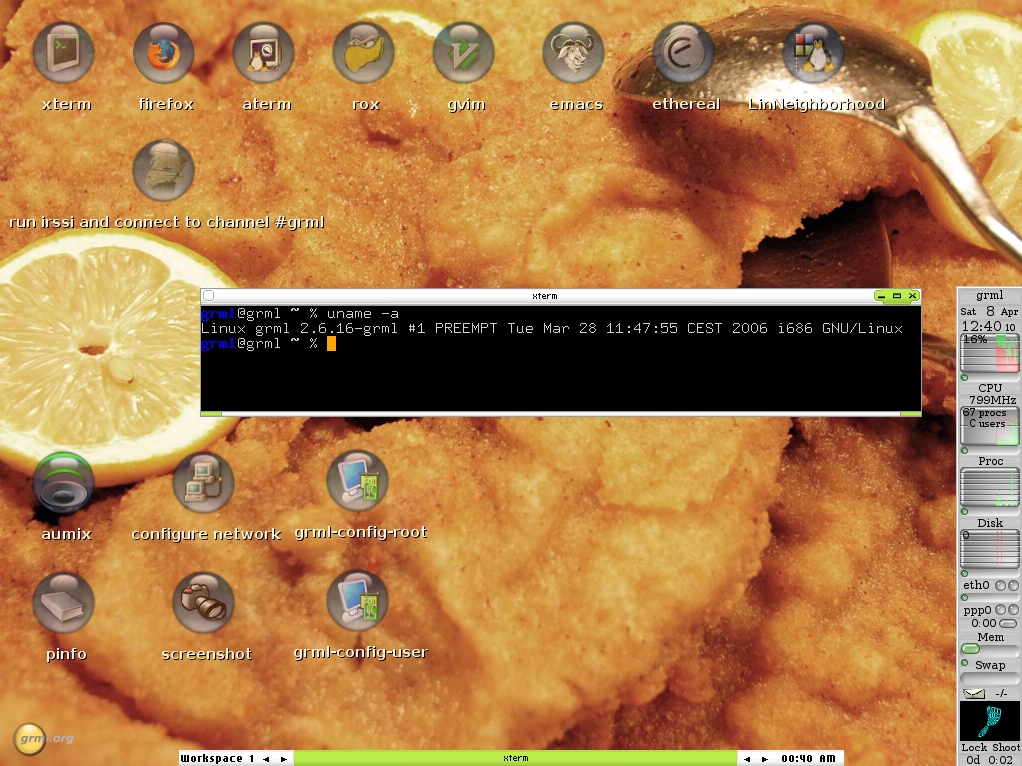 xterm
firefox
aterm
rox
gvim
emacs
ethereal
LinNeighborhood
run irssi and connect to channel #grml
xterm
grml@grml ~ % uname -a
Linux grml 2.6.16-grml #1 PREEMPT Tue Mar 28 11:47:55 CEST 2006 i686 GNU/Linux
grml@grml ~ %
aumix
configure network
grml-config-root
pinfo
screenshot
grml-config-user
grml.org
grml
Sat 8 Apr
12:40 10
16%
CPU
799MHz
67 procs
0 users
Proc
Disk
0
eth0
ppp0
0:00
Mem
Swap
-/-
Lock Shoot
0d 0:02
Workspace 1
xterm
00:40 AM